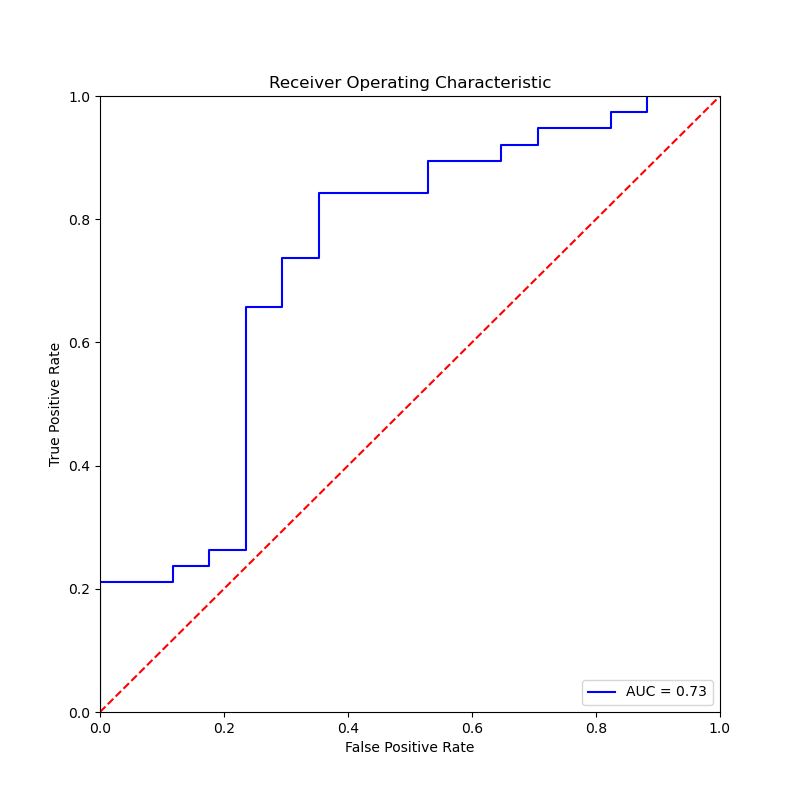 Receiver Operating Characteristic
1.0
0.8
0.6
0.4
0.2
0.0
True Positive Rate
AUC = 0.73
0.0 0.2 0.4 0.6 0.8 1.0
False Positive Rate